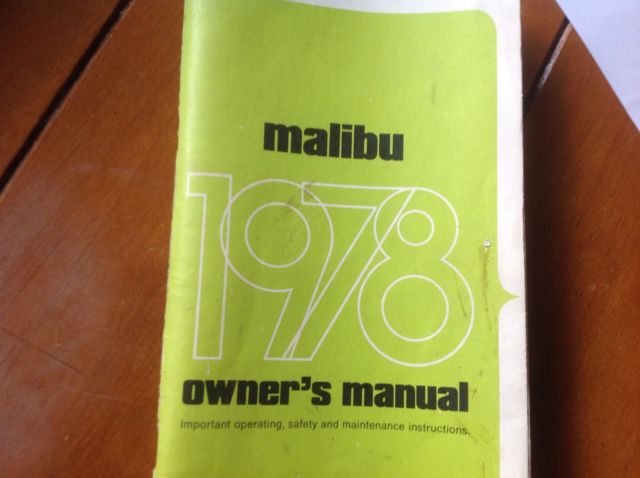 malibu
1978
owner's manual
Important operating, safety and maintenance instructions.